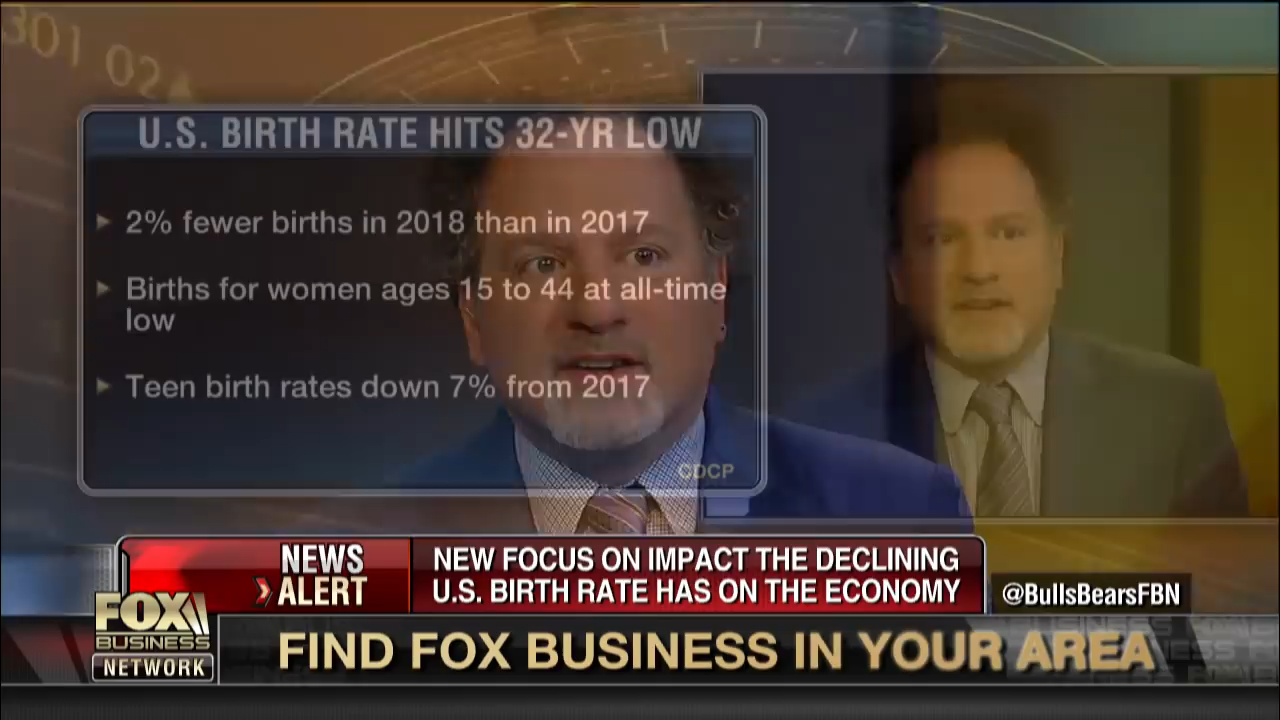 301 02
U.S. BIRTH RATE HITS 32-YR LOW
2% fewer births in 2018 than in 2017
Births for women ages 15 to 44 at all-time
low
Teen birth rates down 7% from 2017
CDCP
NEWS
ALERT
NEW FOCUS ON IMPACT THE DECLINING
U.S. BIRTH RATE HAS ON THE ECONOMY
@BullsBearsFBN
FOX
BUSINESS
NETWORK
FIND FOX BUSINESS IN YOUR AREA